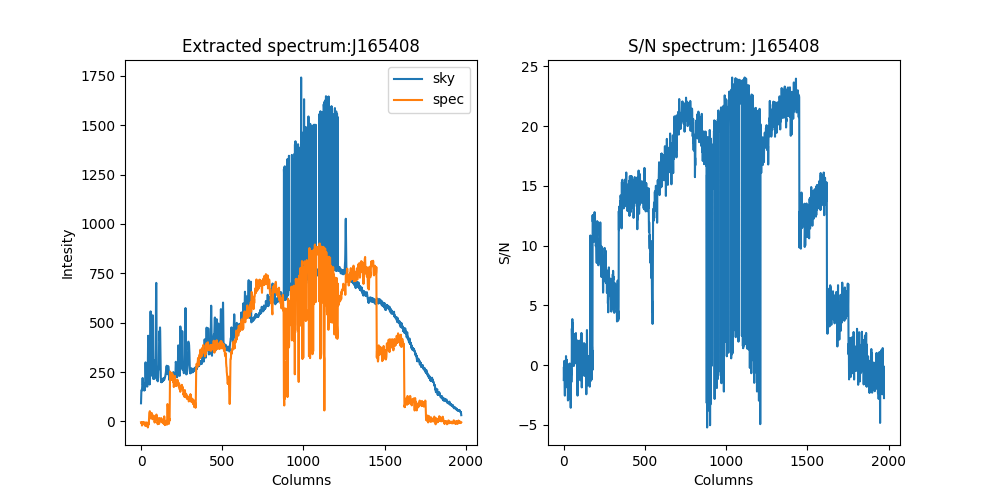 Extracted spectrum:J165408
1750
1500
1250
1000
750
500
250
0
Intesity
0 500 1000 1500 2000
Columns
sky
spec
S/N spectrum: J165408
25
20
15
10
5
0
−5
S/N
0 500 1000 1500 2000
Columns